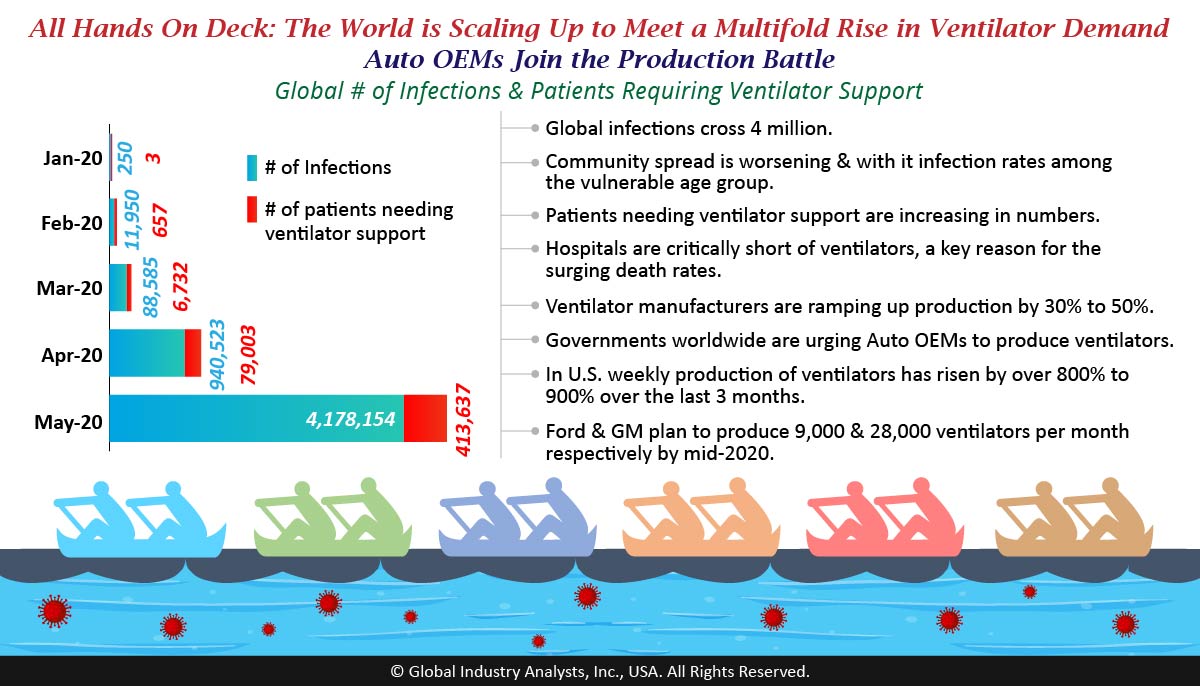 All Hands On Deck: The World is Scaling Up to Meet a Multifold Rise in Ventilator Demand
Auto OEMs Join the Production Battle
Global # of Infections & Patients Requiring Ventilator Support
Jan-20
250
3
Feb-20
11,950
657
Mar-20
88,585
6,732
Apr-20
940,523
79,003
May-20
4,178,154
413,637
# of Infections
# of patients needing
ventilator support
Global infections cross 4 million.
Community spread is worsening & with it infection rates among
the vulnerable age group.
Patients needing ventilator support are increasing in numbers.
Hospitals are critically short of ventilators, a key reason for the
surging death rates.
Ventilator manufacturers are ramping up production by 30% to 50%.
Governments worldwide are urging Auto OEMs to produce ventilators.
In U.S. weekly production of ventilators has risen by over 800% to
900% over the last 3 months.
Ford & GM plan to produce 9,000 & 28,000 ventilators per month
respectively by mid-2020.
© Global Industry Analysts, Inc., USA. All Rights Reserved.